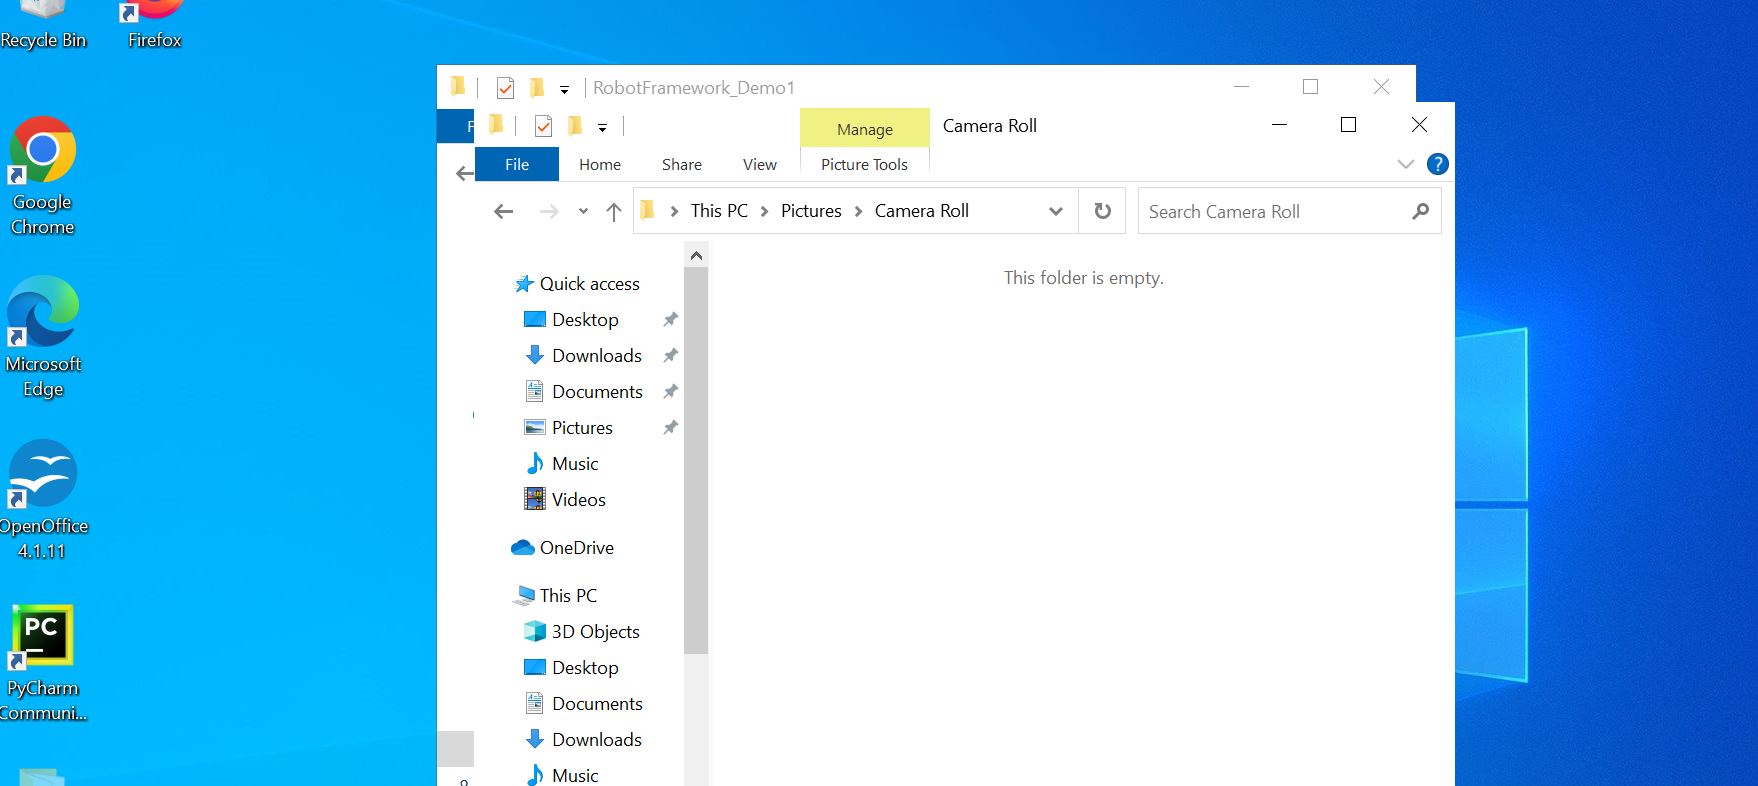 Recycle Bin
Firefox
Google
Chrome
Microsoft
Edge
OpenOffice
4.1.11
PC
PyCharm
Communi...
RobotFramework_Demo1
F
Manage
Camera Roll
File
Home
Share
View
Picture Tools
?
This PC
Pictures
Camera Roll
Search Camera Roll
This folder is empty.
Quick access
Desktop
Downloads
Documents
Pictures
Music
Videos
OneDrive
This PC
3D Objects
Desktop
Documents
Downloads
Music